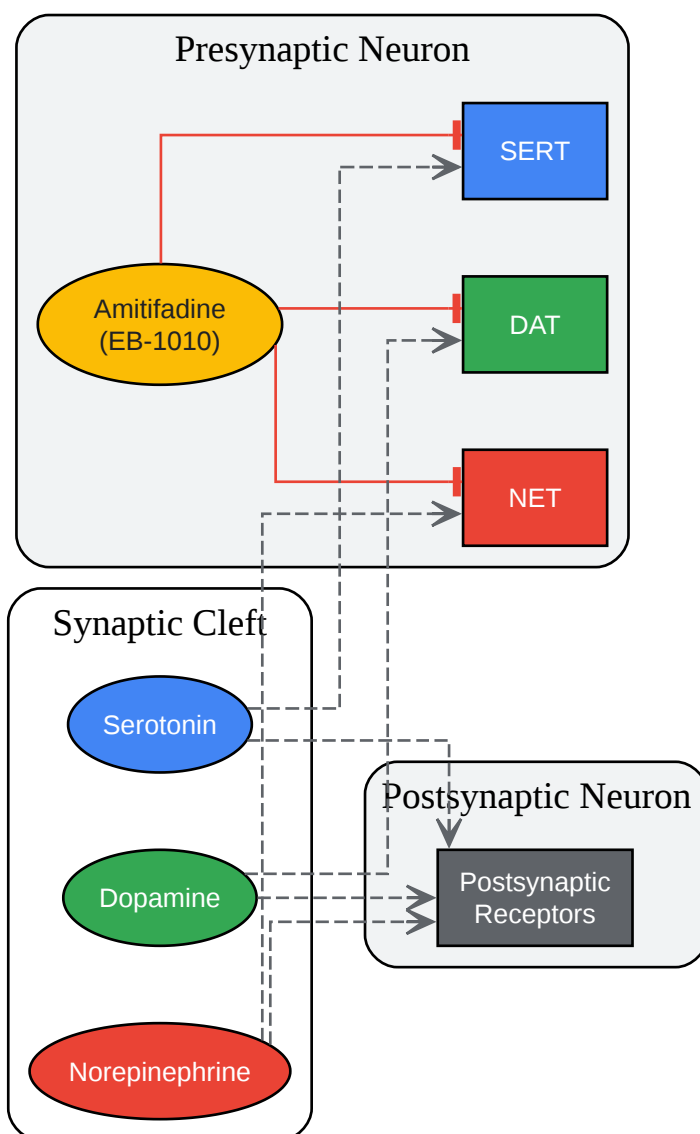 Presynaptic Neuron
SERT
Amitifadine
(EB-1010)
DAT
NET
Synaptic Cleft
Serotonin
Postsynaptic Neuron
Dopamine
Postsynaptic
Receptors
Norepinephrine